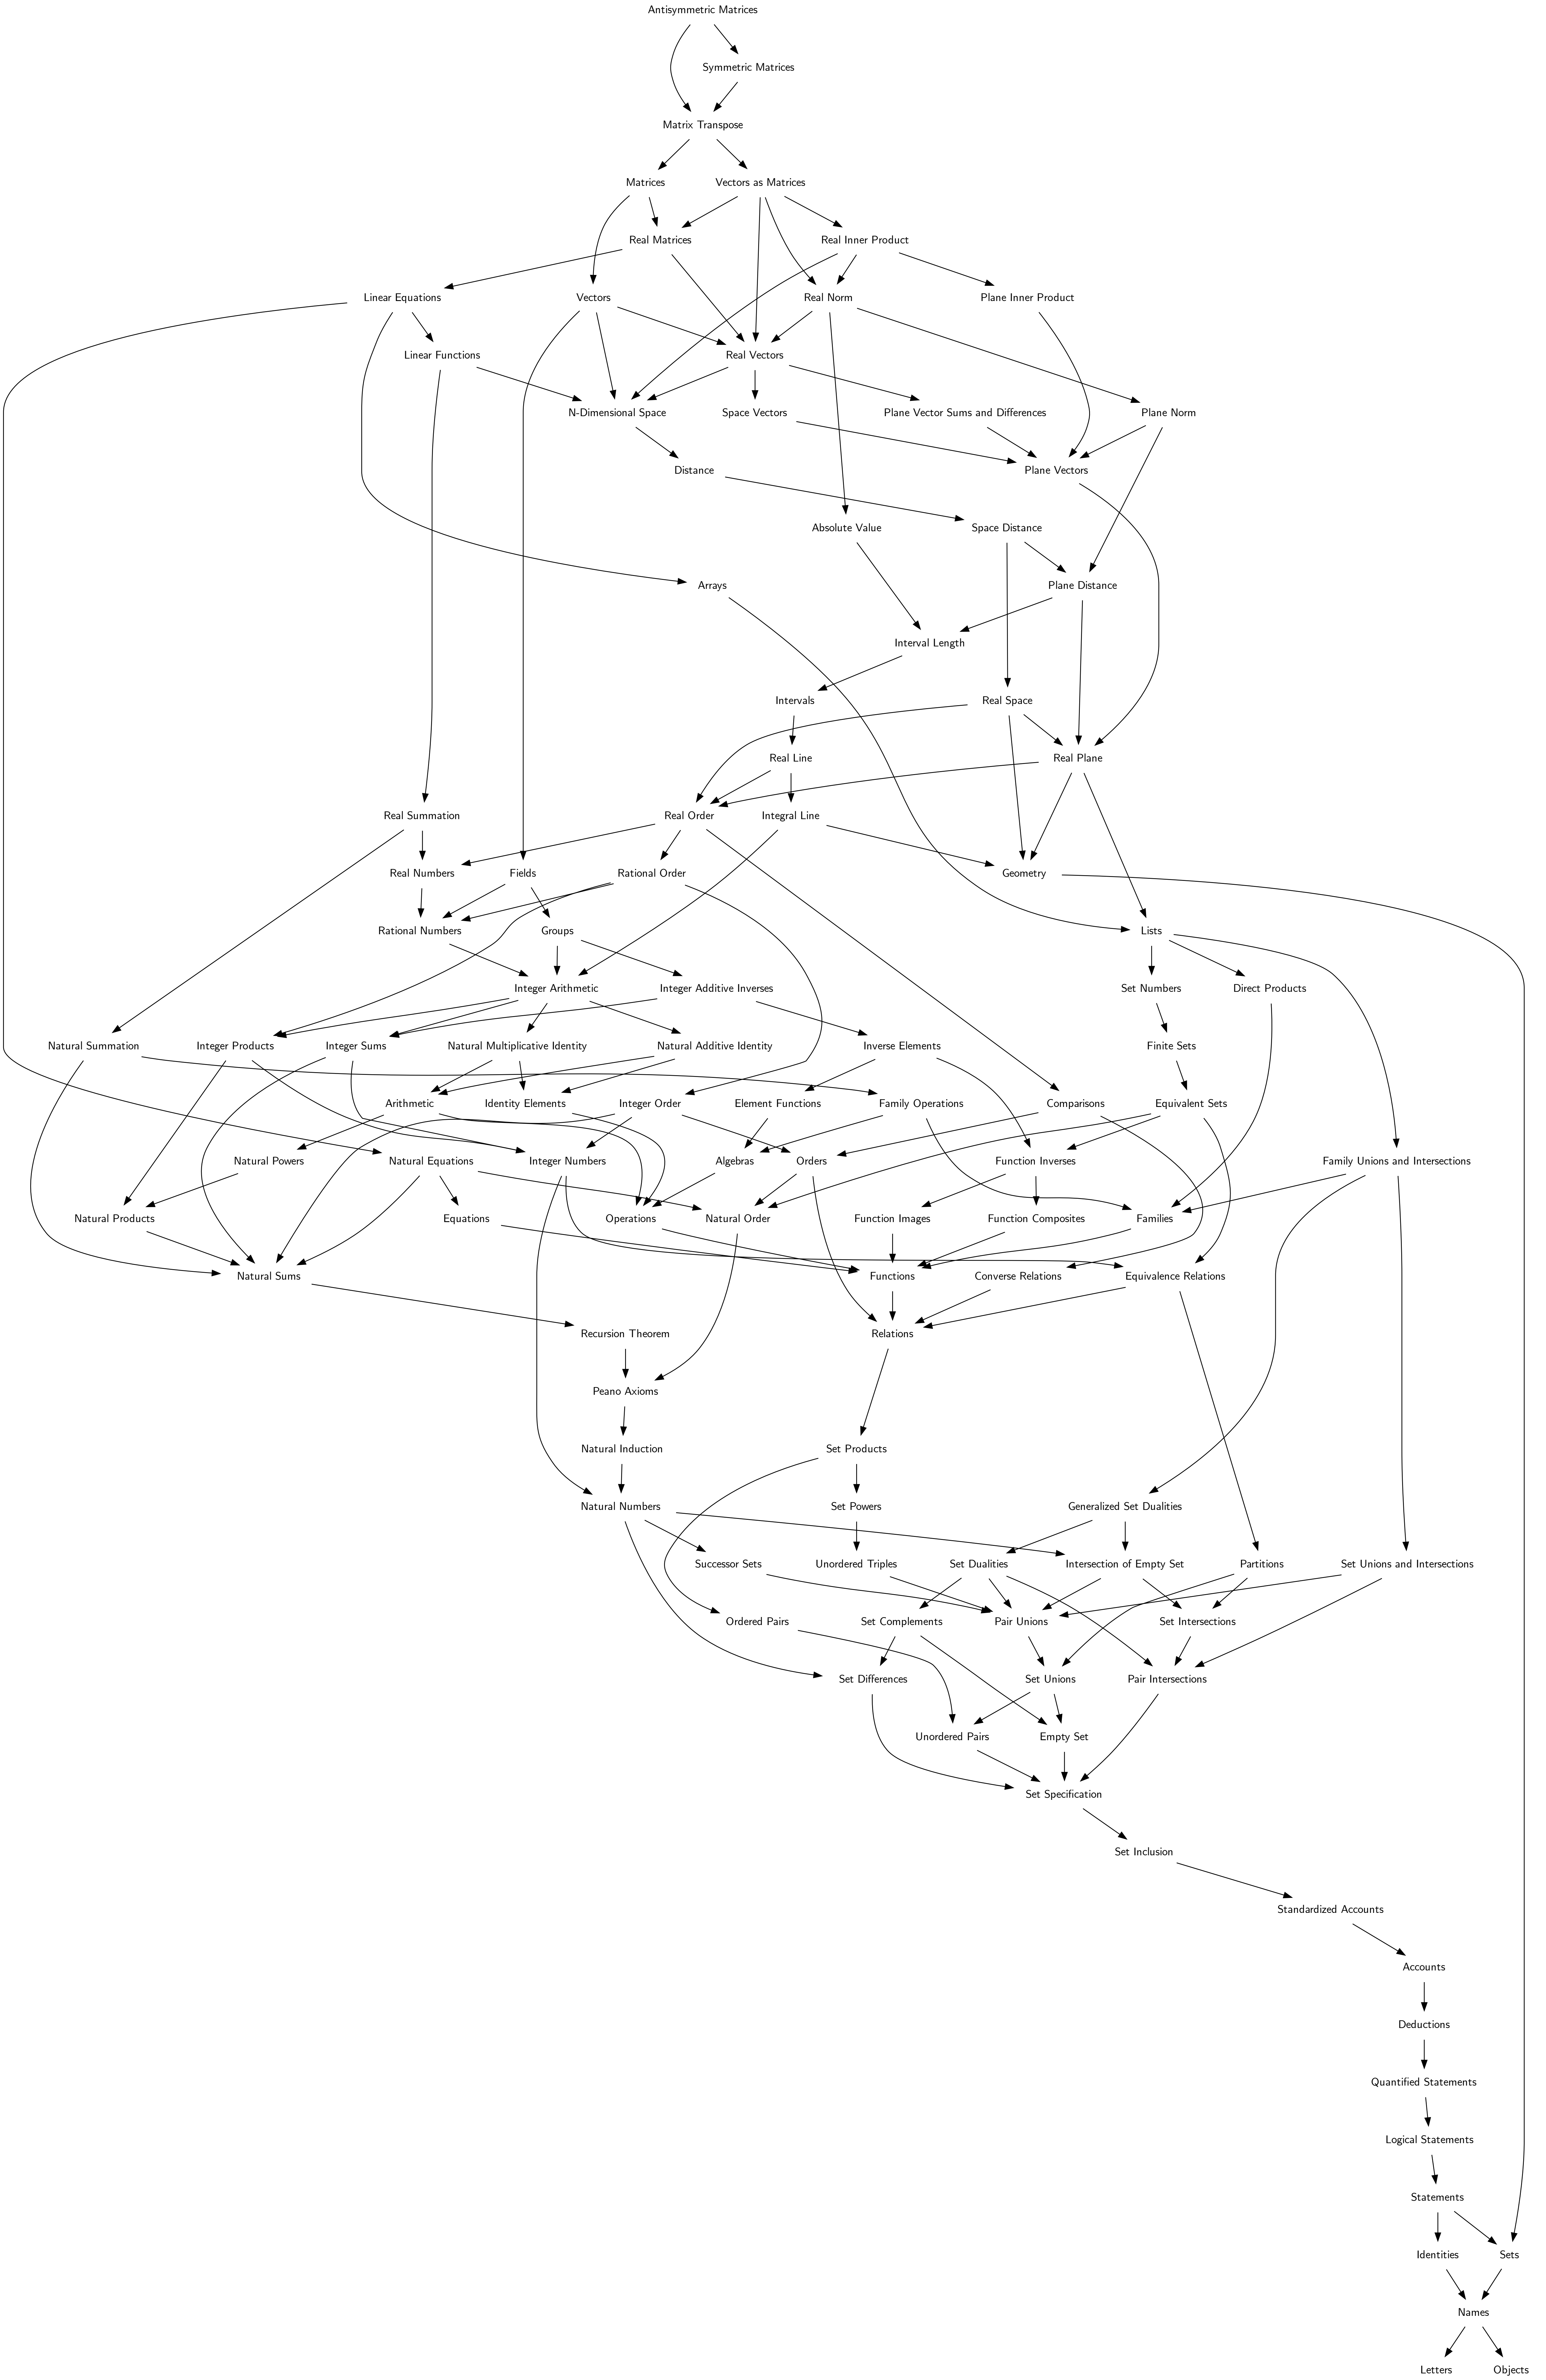 Antisymmetric Matrices
Symmetric Matrices
Matrix Transpose
Matrices
Vectors as Matrices
Real Matrices
Real Inner Product
Linear Equations
Vectors
Real Norm
Plane Inner Product
Linear Functions
Real Vectors
N-Dimensional Space
Space Vectors
Plane Vector Sums and Differences
Plane Norm
Distance
Plane Vectors
Absolute Value
Space Distance
Arrays
Plane Distance
Interval Length
Intervals
Real Space
Real Line
Real Plane
Real Summation
Real Order
Integral Line
Real Numbers
Fields
Rational Order
Geometry
Rational Numbers
Groups
Lists
Integer Arithmetic
Integer Additive Inverses
Set Numbers
Direct Products
Natural Summation
Integer Products
Integer Sums
Natural Multiplicative Identity
Natural Additive Identity
Inverse Elements
Finite Sets
Arithmetic
Identity Elements
Integer Order
Element Functions
Family Operations
Comparisons
Equivalent Sets
Natural Powers
Natural Equations
Integer Numbers
Algebras
Orders
Function Inverses
Family Unions and Intersections
Natural Products
Equations
Operations
Natural Order
Function Images
Function Composites
Families
Natural Sums
Functions
Converse Relations
Equivalence Relations
Recursion Theorem
Relations
Peano Axioms
Natural Induction
Set Products
Natural Numbers
Set Powers
Generalized Set Dualities
Successor Sets
Unordered Triples
Set Dualities
Intersection of Empty Set
Partitions
Set Unions and Intersections
Ordered Pairs
Set Complements
Pair Unions
Set Intersections
Set Differences
Set Unions
Pair Intersections
Unordered Pairs
Empty Set
Set Specification
Set Inclusion
Standardized Accounts
Accounts
Deductions
Quantified Statements
Logical Statements
Statements
Identities
Sets
Names
Letters
Objects